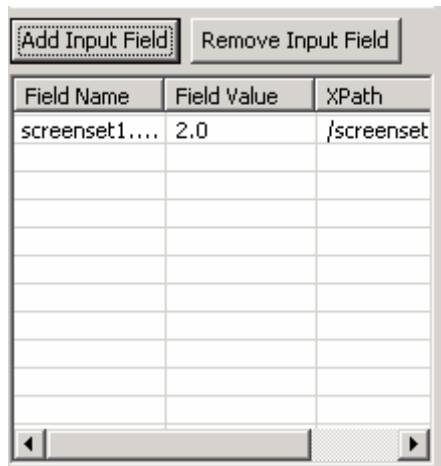 Add Input Field Remove Input Field
Field Name Field Value XPath
screenset1.... 2.0 /screenset